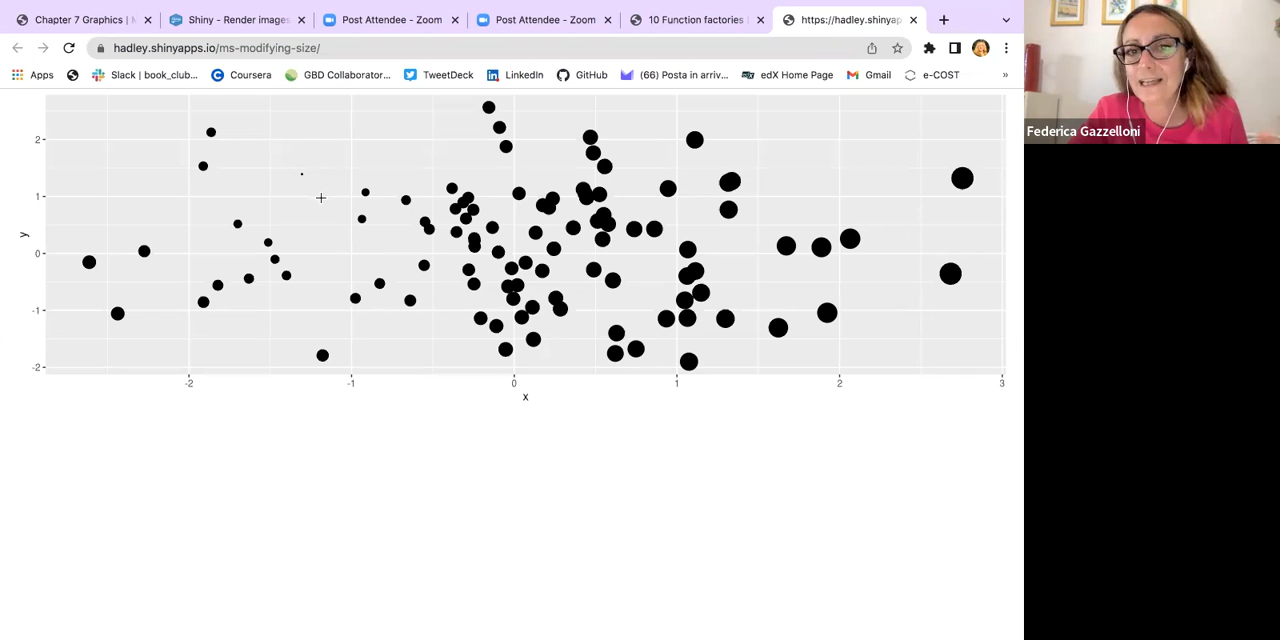 Chapter 7 Graphics | M
Shiny - Render images
Post Attendee - Zoom
Post Attendee - Zoom
10 Function factories |
https://hadley.shinyap
hadley.shinyapps.io/ms-modifying-size/
Apps
Slack | book_club...
Coursera
GBD Collaborator...
TweetDeck
LinkedIn
GitHub
(66) Posta in arriv...
edX Home Page
Gmail
e-COST
»
Federica Gazzelloni
2
1
0
-1
-2
y
-2
-1
0
1
2
3
x